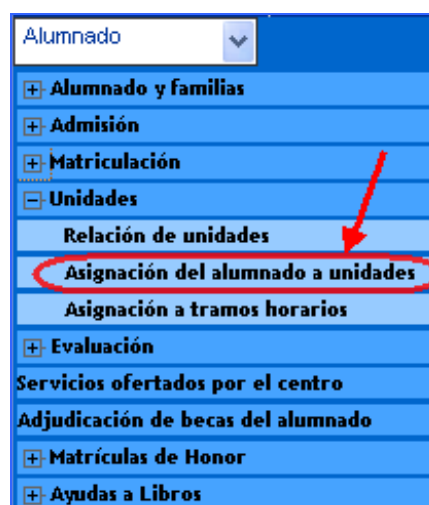 Alumnado
Alumnado y familias
Admisión
Matriculación
Unidades
Relación de unidades
Asignación del alumnado a unidades
Asignación a tramos horarios
Evaluación
Servicios ofertados por el centro
Adjudicación de becas del alumnado
Matrículas de Honor
Ayudas a Libros